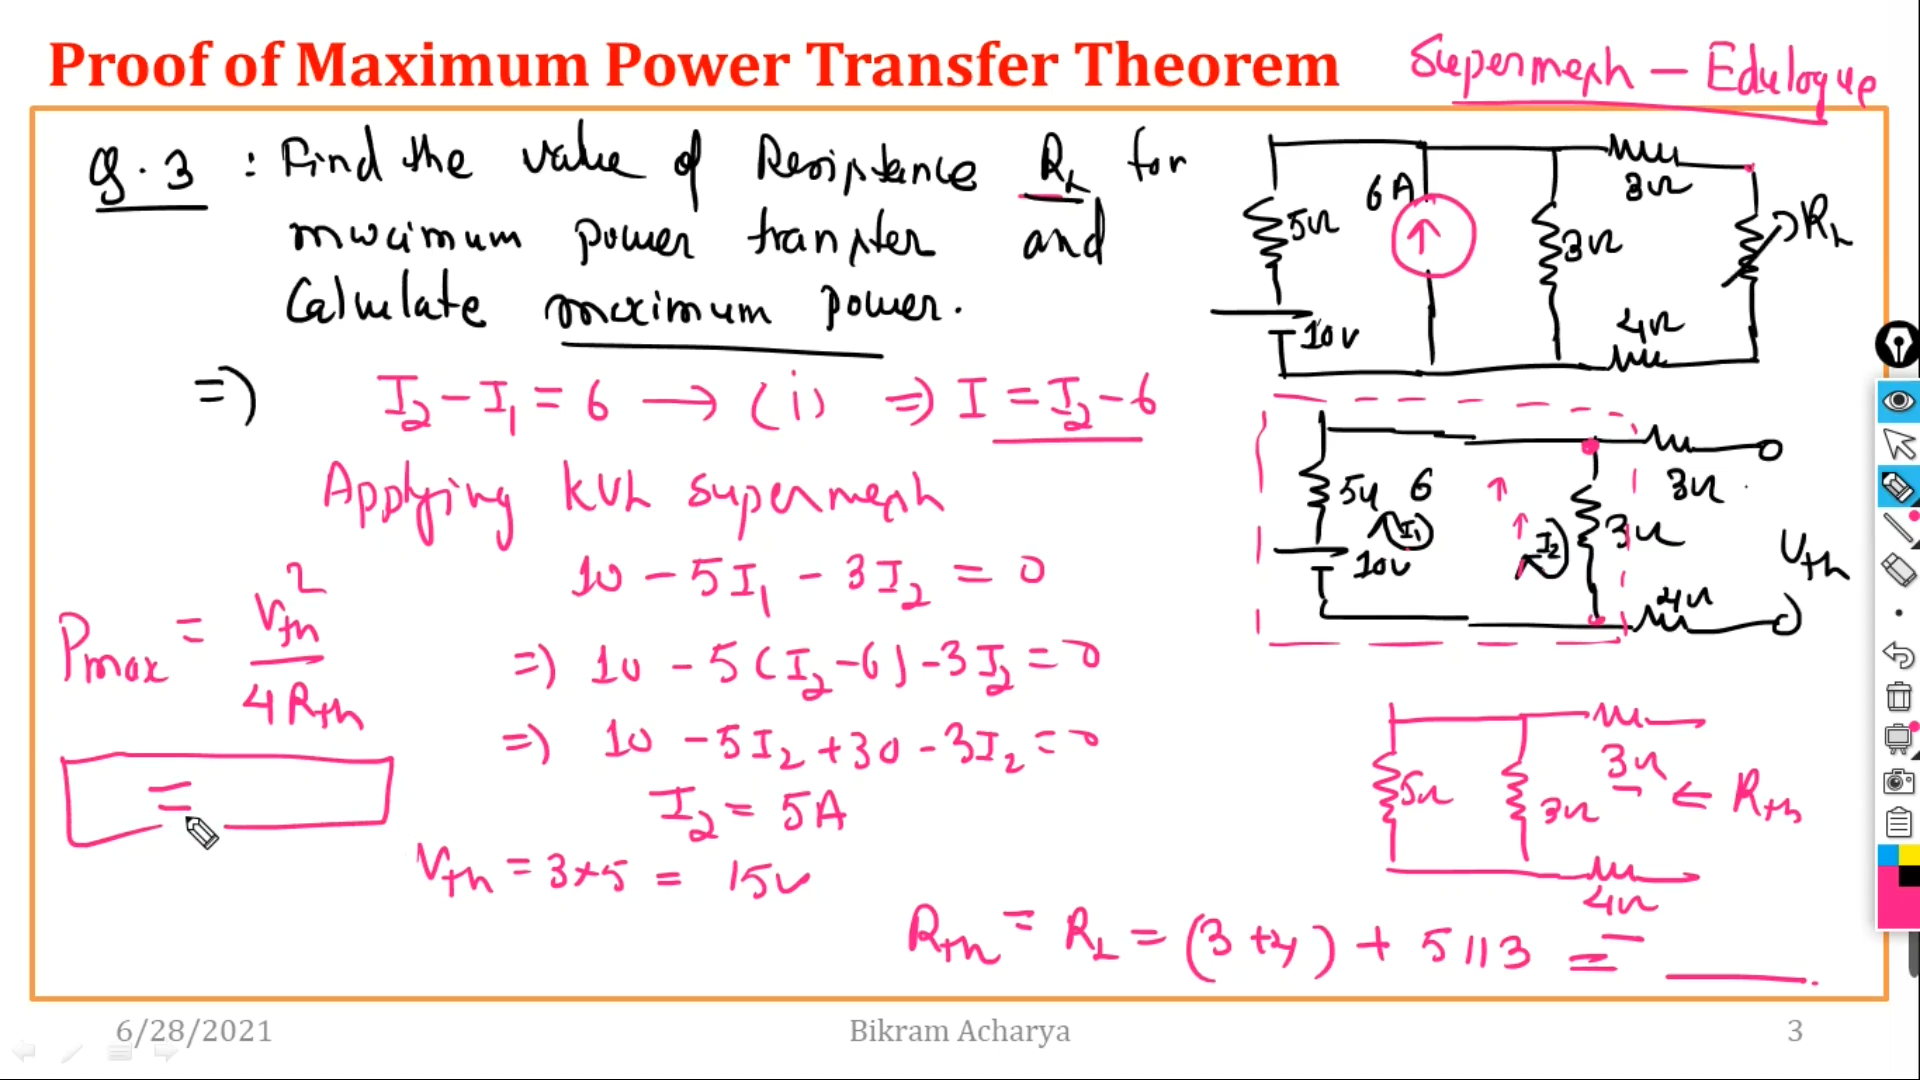 Proof of Maximum Power Transfer Theorem
Supermesh - Edulogue
Q.3 : Find the value of Resistance RL for
maximum power transfer and
Calculate maximum power.
5Ω
10V
6A
3Ω
3Ω
4Ω
RL
=> I2 - I1 = 6 → (i) => I = I2 - 6
Applying KVL supermesh
10 - 5I1 - 3I2 = 0
=> 10 - 5(I2 - 6) - 3I2 = 0
=> 10 - 5I2 + 30 - 3I2 = 0
I2 = 5A
Vth = 3×5 = 15V
Pmax = Vth² / 4Rth
=
5Ω
6
I1
10V
I2
3Ω
3Ω
4Ω
Vth
5Ω
3Ω
3Ω
← Rth
4Ω
Rth = RL = (3+4) + 5||3 =
6/28/2021
Bikram Acharya
3